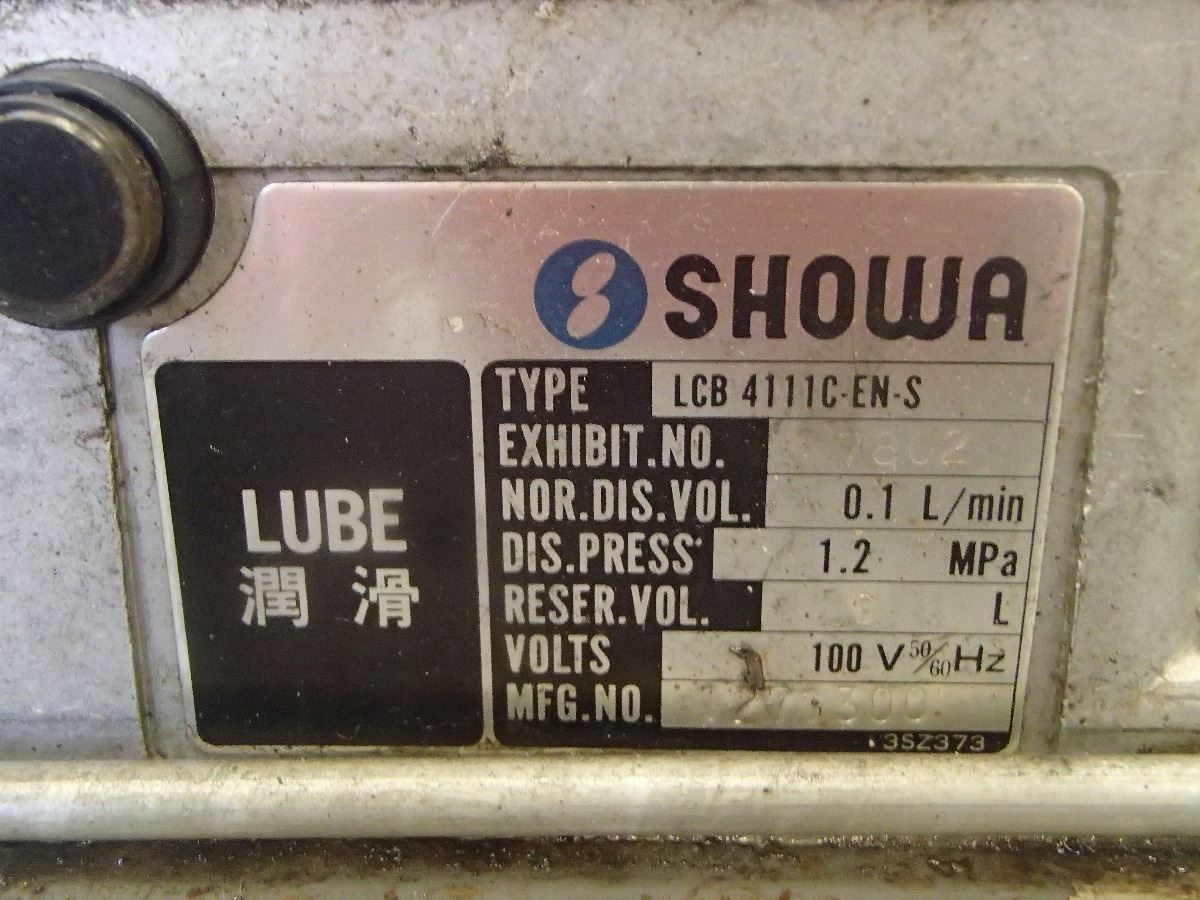 SHOWA
LUBE
潤 滑
TYPE LCB 4111C-EN-S
EXHIBIT.NO.
NOR.DIS.VOL. 0.1 L/min
DIS.PRESS 1.2 MPa
RESER.VOL. 6 L
VOLTS 100 V 50/60 Hz
MFG.NO.
3SZ373